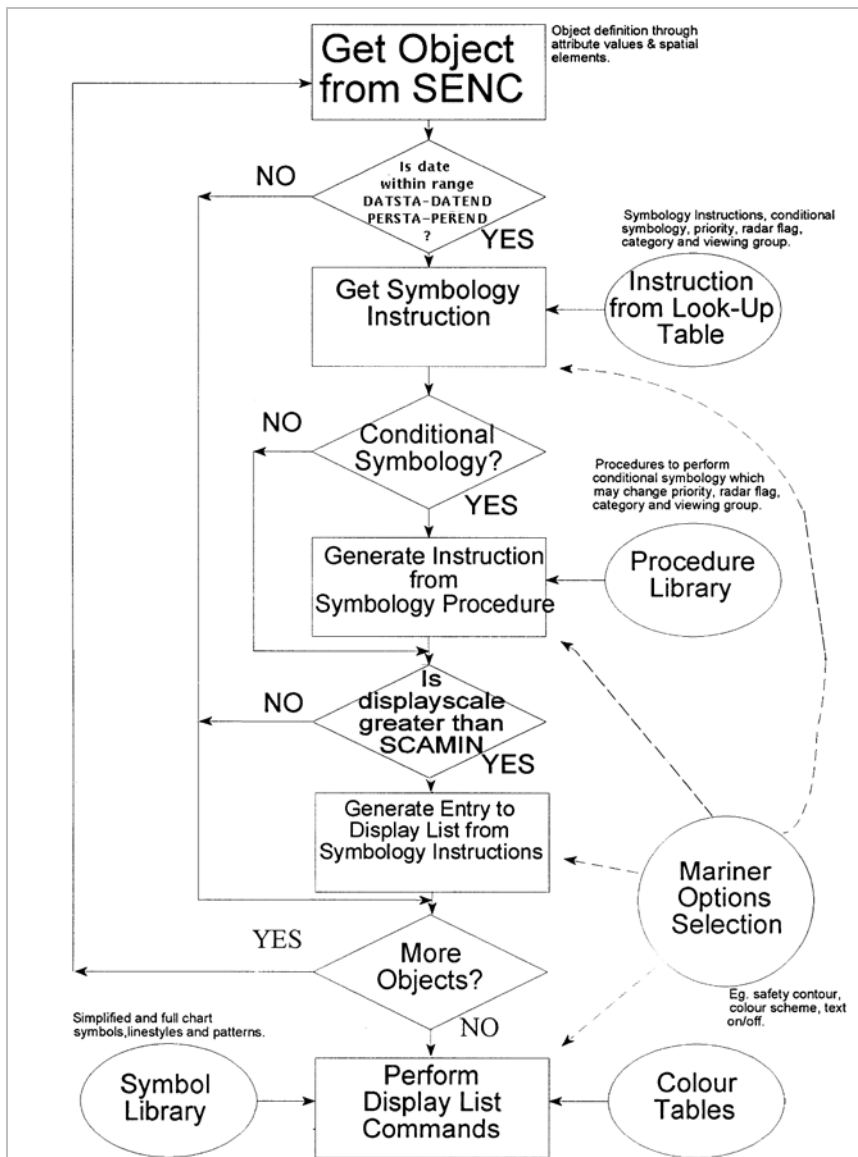 Get Object
from SENC
Object definition through
attribute values & spatial
elements.
NO
Is date
within range
DATSTA-DATEND
PERSTA-PEREND
?
YES
Symbology Instructions, conditional
symbology, priority, radar flag,
category and viewing group.
Get Symbology
Instruction
Instruction
from Look-Up
Table
NO
Conditional
Symbology?
YES
Procedures to perform
conditional symbology which
may change priority, radar flag,
category and viewing group.
Generate Instruction
from
Symbology Procedure
Procedure
Library
NO
Is
displayscale
greater than
SCAMIN
YES
Generate Entry to
Display List from
Symbology Instructions
Mariner
Options
Selection
YES
More
Objects?
NO
Eg. safety contour,
colour scheme, text
on/off.
Simplified and full chart
symbols,linestyles and patterns.
Symbol
Library
Perform
Display List
Commands
Colour
Tables